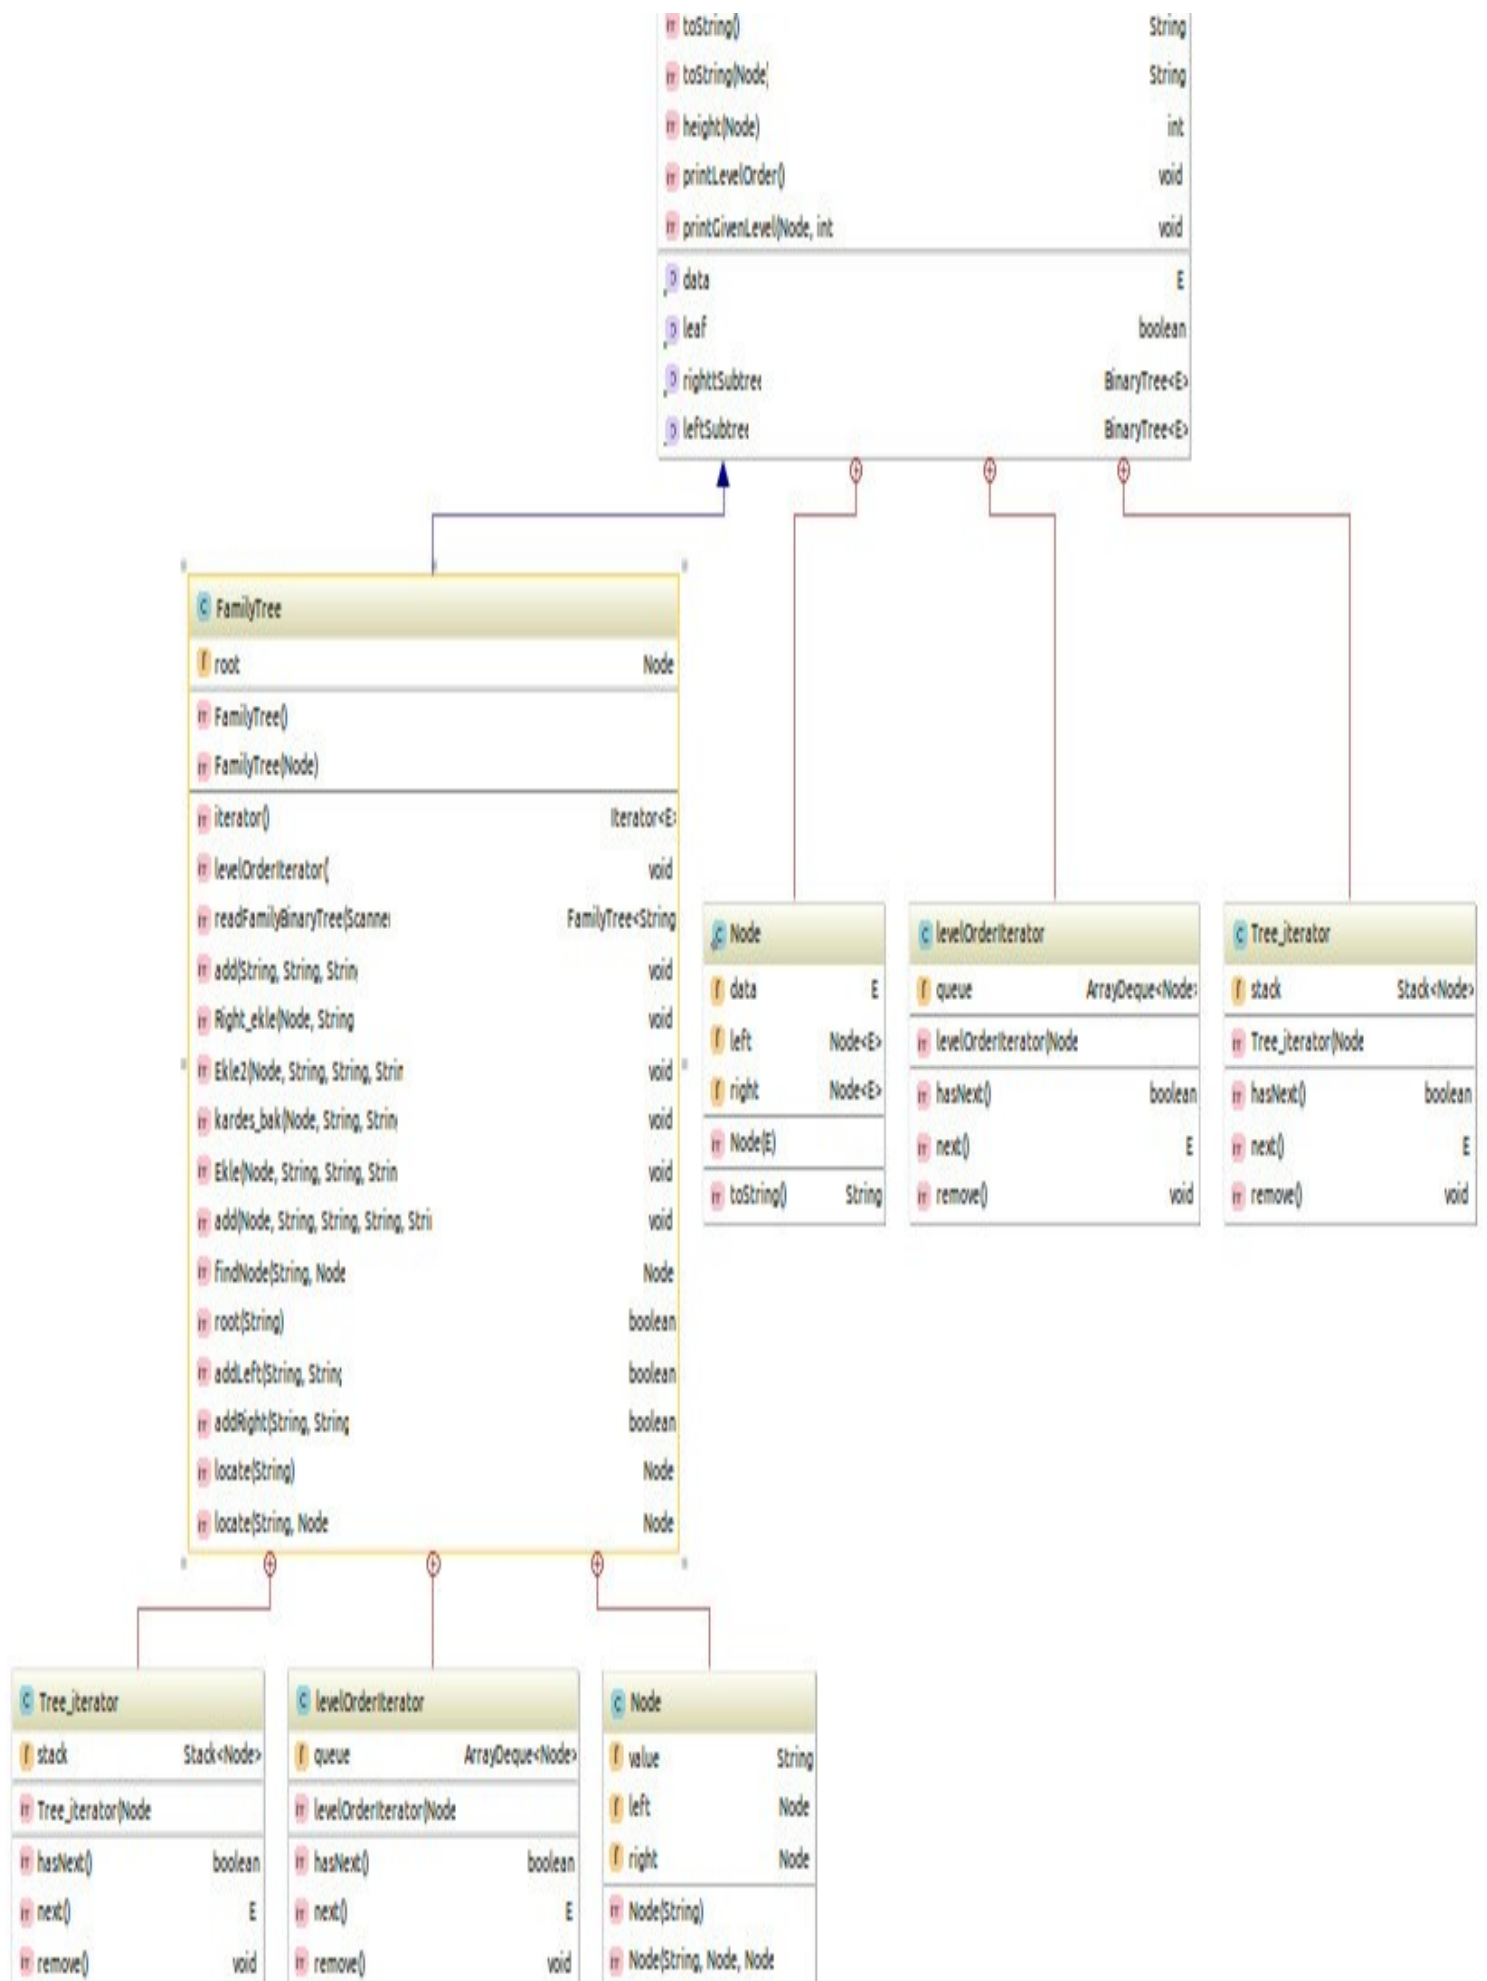 toString() String
toString(Node) String
height(Node) int
printLevelOrder() void
printGivenLevel(Node, int void
data E
leaf boolean
righttSubtree BinaryTree<E>
leftSubtree BinaryTree<E>
FamilyTree
root Node
FamilyTree()
FamilyTree(Node)
iterator() Iterator<E>
levelOrderIterator( void
readFamilyBinaryTree(Scanner FamilyTree<String
add(String, String, String void
Right_ekle(Node, String void
Ekle2(Node, String, String, Strin void
kardes_bak(Node, String, String void
Ekle(Node, String, String, Strin void
add(Node, String, String, String, Stri void
findNode(String, Node Node
root(String) boolean
addLeft(String, String boolean
addRight(String, String boolean
locate(String) Node
locate(String, Node Node
Node
data E
left Node<E>
right Node<E>
Node(E)
toString() String
levelOrderIterator
queue ArrayDeque<Node>
levelOrderIterator(Node
hasNext() boolean
next() E
remove() void
Tree_iterator
stack Stack<Node>
Tree_iterator(Node
hasNext() boolean
next() E
remove() void
Tree_iterator
stack Stack<Node>
Tree_iterator(Node
hasNext() boolean
next() E
remove() void
levelOrderIterator
queue ArrayDeque<Node>
levelOrderIterator(Node
hasNext() boolean
next() E
remove() void
Node
value String
left Node
right Node
Node(String)
Node(String, Node, Node